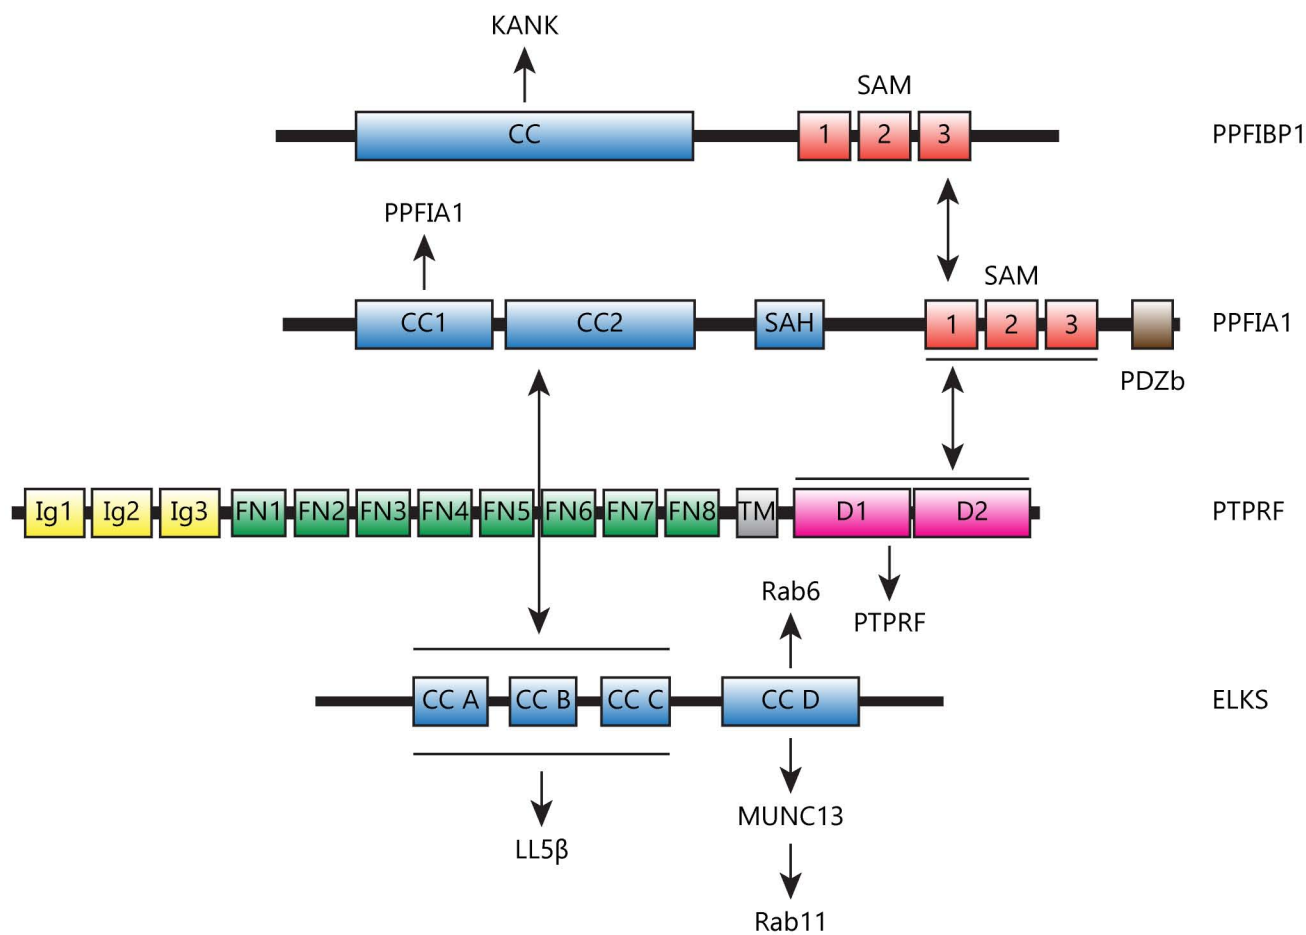 KANK
SAM
CC 1 2 3 PPFIBP1
PPFIA1
SAM
CC1 CC2 SAH 1 2 3 PPFIA1
PDZb
Ig1 Ig2 Ig3 FN1 FN2 FN3 FN4 FN5 FN6 FN7 FN8 TM D1 D2 PTPRF
Rab6
PTPRF
CC A CC B CC C CC D ELKS
MUNC13
LL5β
Rab11